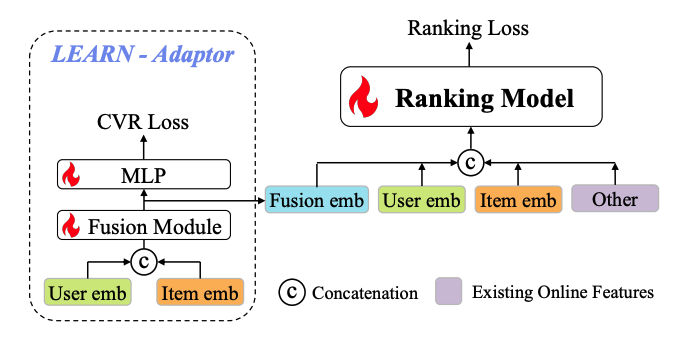 LEARN - Adaptor
CVR Loss
MLP
Fusion Module
c
User emb
Item emb
Ranking Loss
Ranking Model
c
Fusion emb
User emb
Item emb
Other
c Concatenation
Existing Online Features